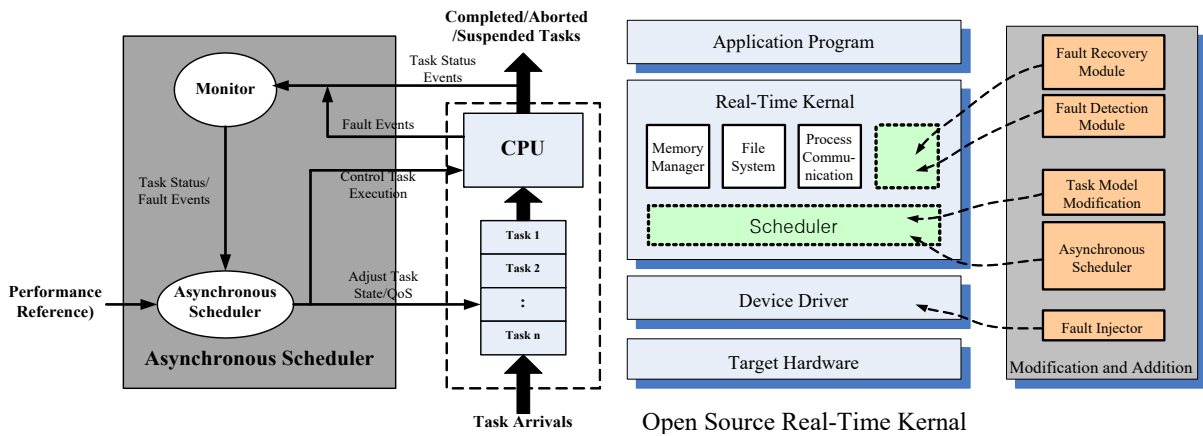 Completed/Aborted
/Suspended Tasks
Task Status
Events
Monitor
Fault Events
CPU
Control Task
Execution
Task Status/
Fault Events
Task 1
Task 2
:
Task n
Adjust Task
State/QoS
Performance
Reference)
Asynchronous
Scheduler
Asynchronous Scheduler
Task Arrivals
Application Program
Real-Time Kernal
Memory
Manager
File
System
Process
Commu-
nication
Scheduler
Device Driver
Target Hardware
Open Source Real-Time Kernal
Fault Recovery
Module
Fault Detection
Module
Task Model
Modification
Asynchronous
Scheduler
Fault Injector
Modification and Addition